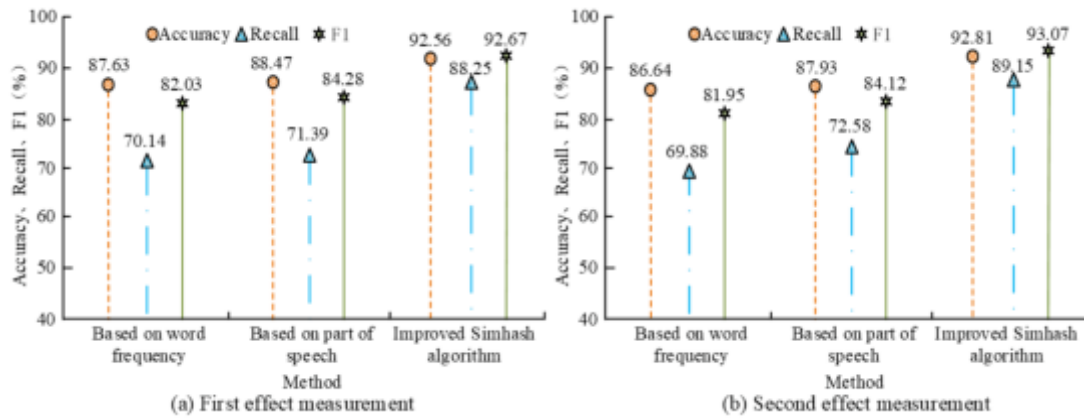 100
90
80
70
60
50
40
Accuracy、Recall、F1（%）
Accuracy Recall F1
87.63
70.14
82.03
88.47
71.39
84.28
92.56
88.25
92.67
Based on word
frequency
Based on part of
speech
Improved Simhash
algorithm
Method
(a) First effect measurement
100
90
80
70
60
50
40
Accuracy、Recall、F1（%）
Accuracy Recall F1
86.64
69.88
81.95
87.93
72.58
84.12
92.81
89.15
93.07
Based on word
frequency
Based on part of
speech
Improved Simhash
algorithm
Method
(b) Second effect measurement